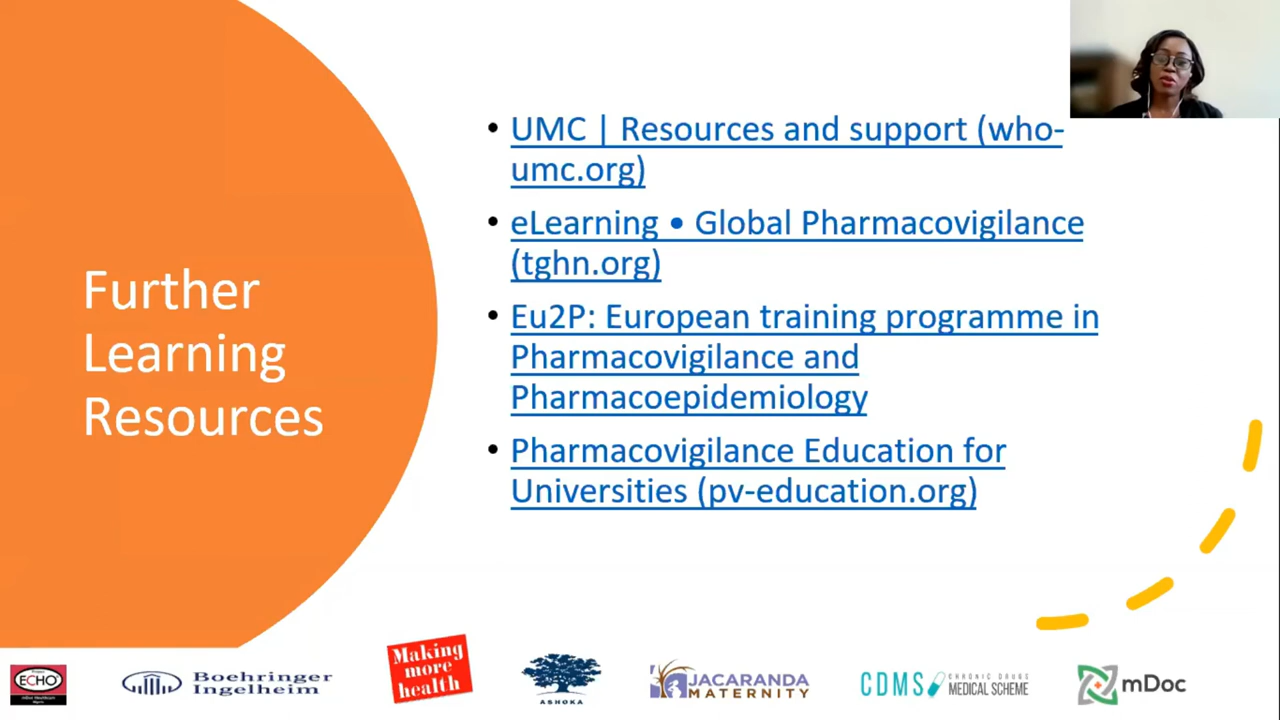 Further
Learning
Resources
• UMC | Resources and support (who-
umc.org)
• eLearning • Global Pharmacovigilance
(tghn.org)
• Eu2P: European training programme in
Pharmacovigilance and
Pharmacoepidemiology
• Pharmacovigilance Education for
Universities (pv-education.org)
ECHO
Boehringer
Ingelheim
Making
more
health
ASHOKA
JACARANDA
MATERNITY
CDMS
CHRONIC DRUGS
MEDICAL SCHEME
mDoc